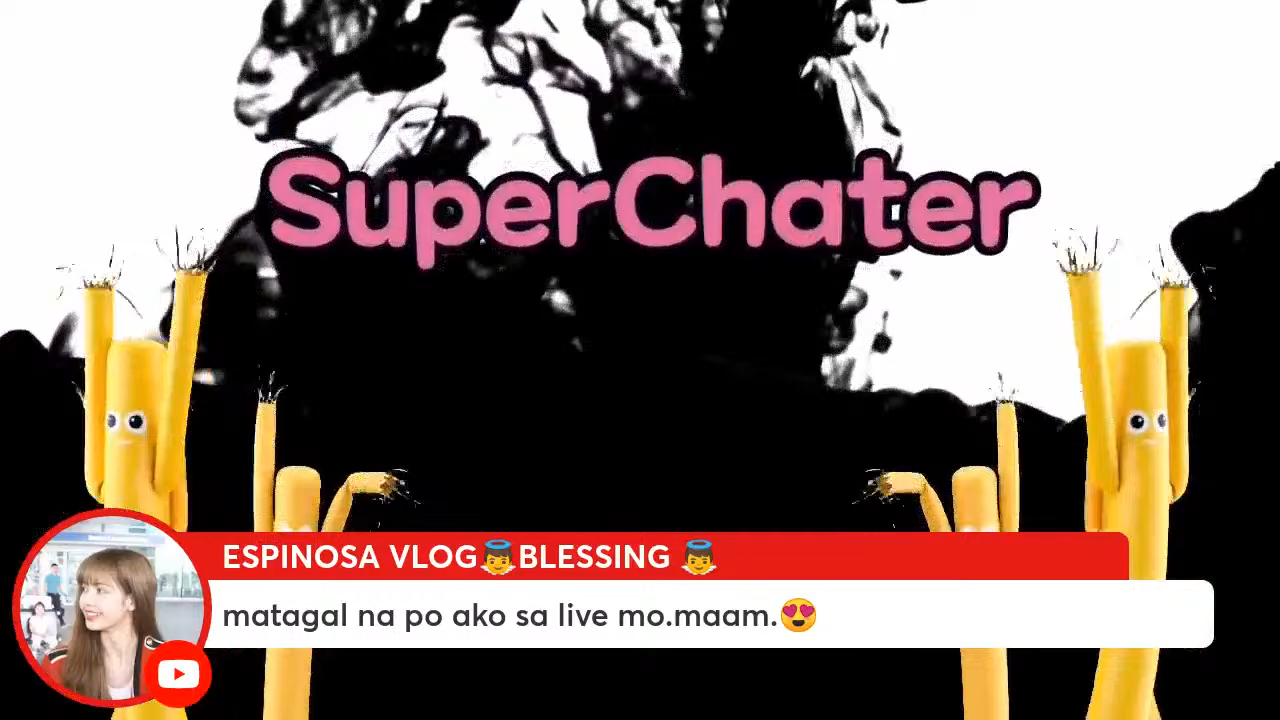 SuperChater
ESPINOSA VLOG👼BLESSING 👼
matagal na po ako sa live mo.maam.😍